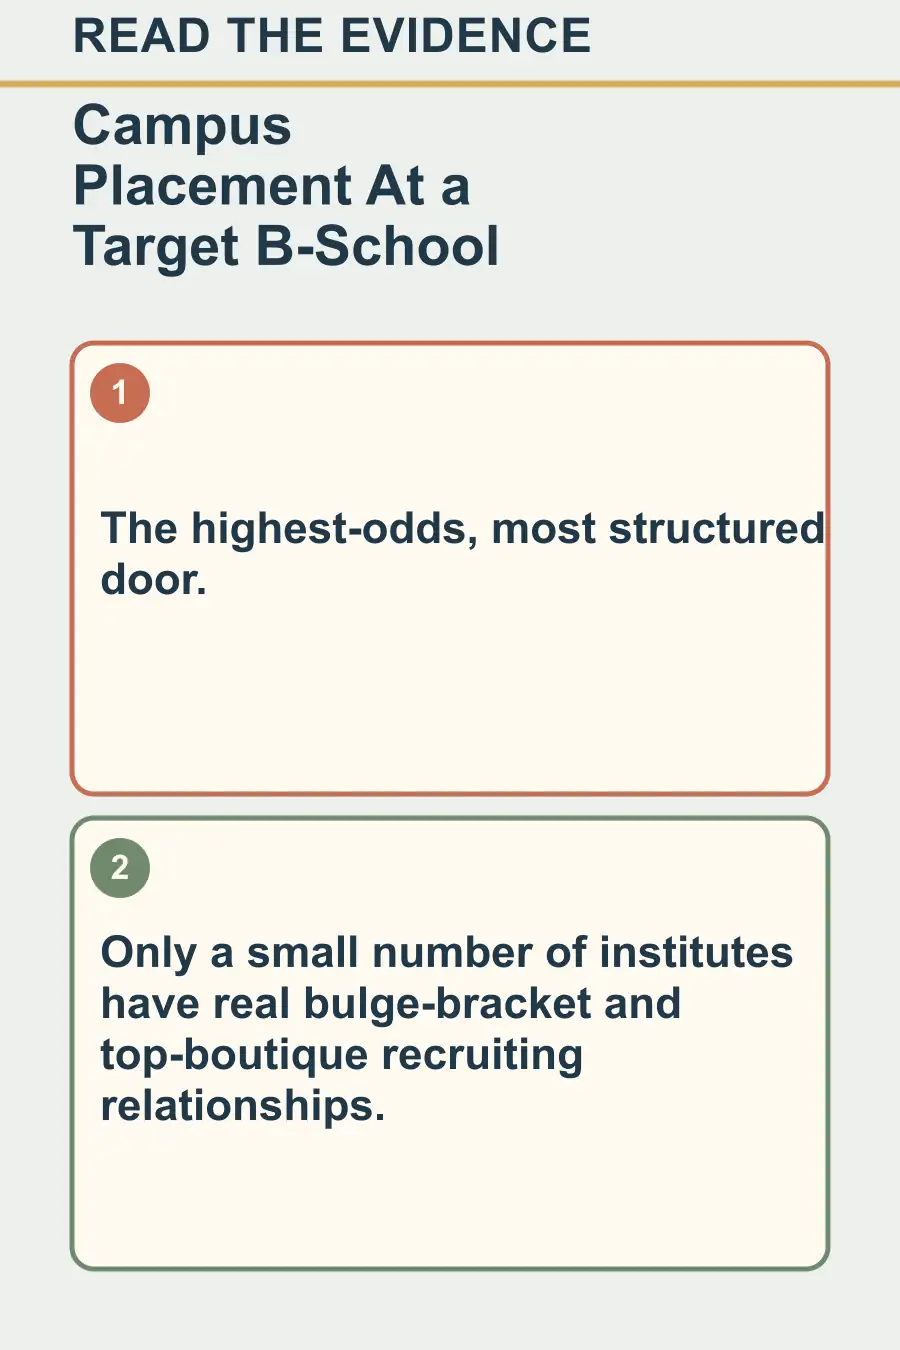 READ THE EVIDENCE
Campus
Placement At a
Target B-School
1
The highest-odds, most structured
door.
2
Only a small number of institutes
have real bulge-bracket and
top-boutique recruiting
relationships.